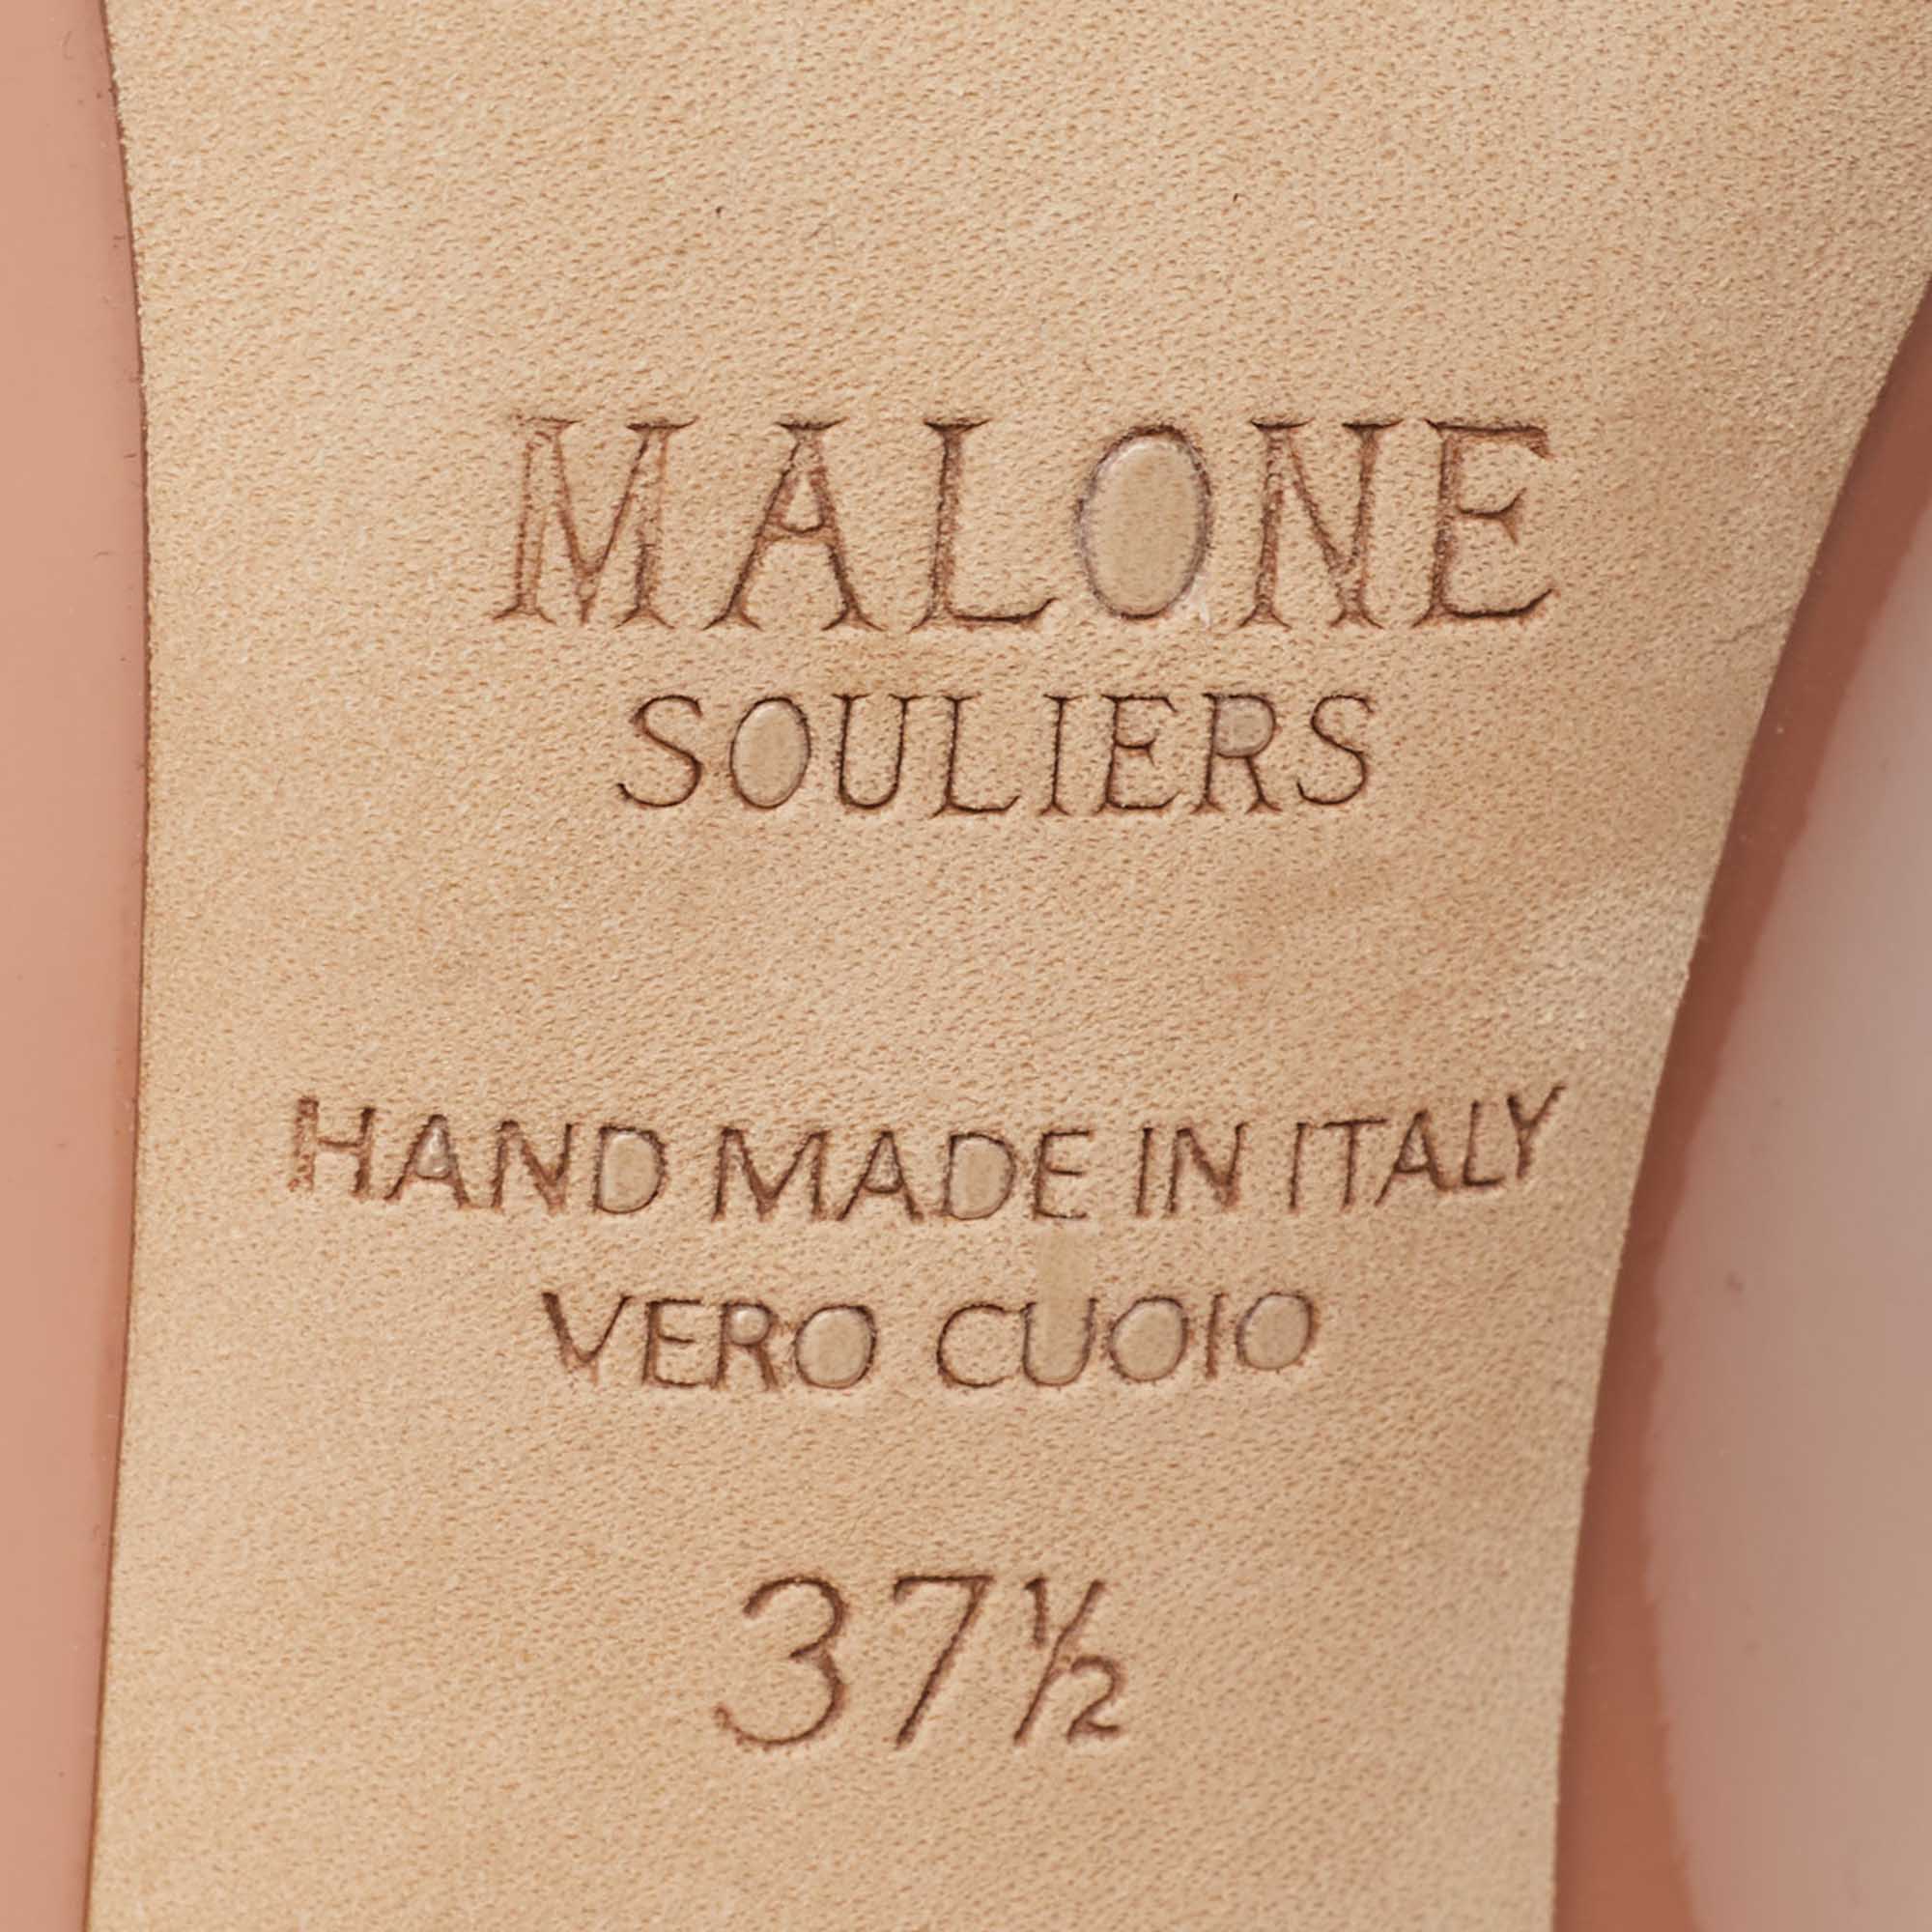 MALONE
SOULIERS
HAND MADE IN ITALY
VERO CUOIO
37½